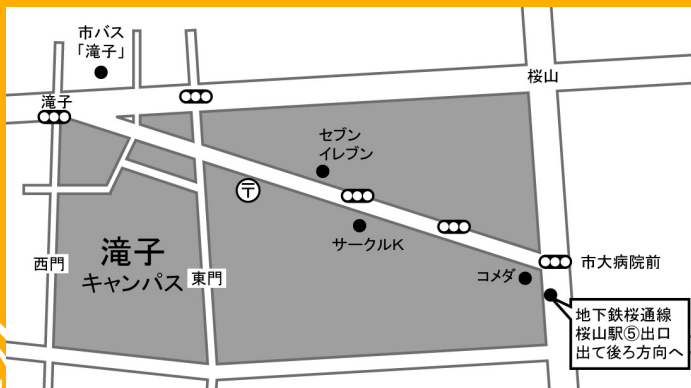 市バス
「滝子」
桜山
滝子
セブン
イレブン
〒
サークルK
滝子
キャンパス
西門
東門
コメダ
市大病院前
地下鉄桜通線
桜山駅⑤出口
出て後ろ方向へ